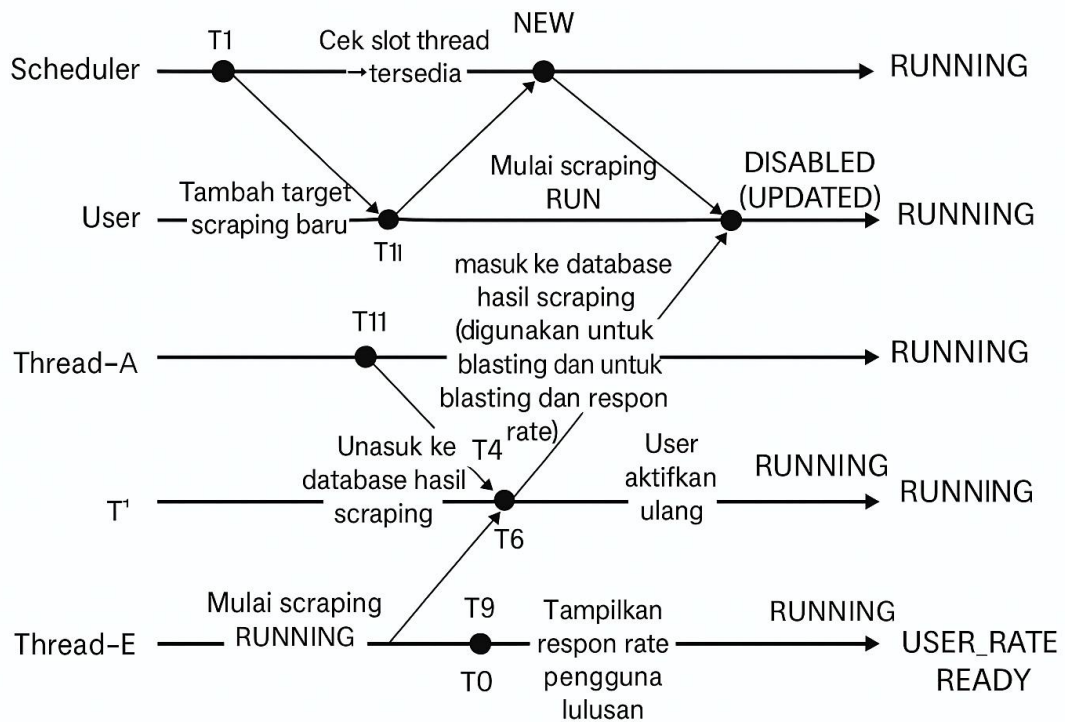 NEW
T1
Cek slot thread
Scheduler
→tersedia
RUNNING
Mulai scraping
RUN
DISABLED
(UPDATED)
Tambah target
User
scraping baru
RUNNING
T11
masuk ke database
hasil scraping
T11
(digunakan untuk
Thread-A
blasting dan untuk
RUNNING
blasting dan respon
rate)
Unasuk ke
T4
User
database hasil
aktifkan
RUNNING
T¹
scraping
ulang
RUNNING
T6
Mulai scraping
T9
Tampilkan
RUNNING
Thread-E
RUNNING
respon rate
USER_RATE
T0
pengguna
READY
lulusan